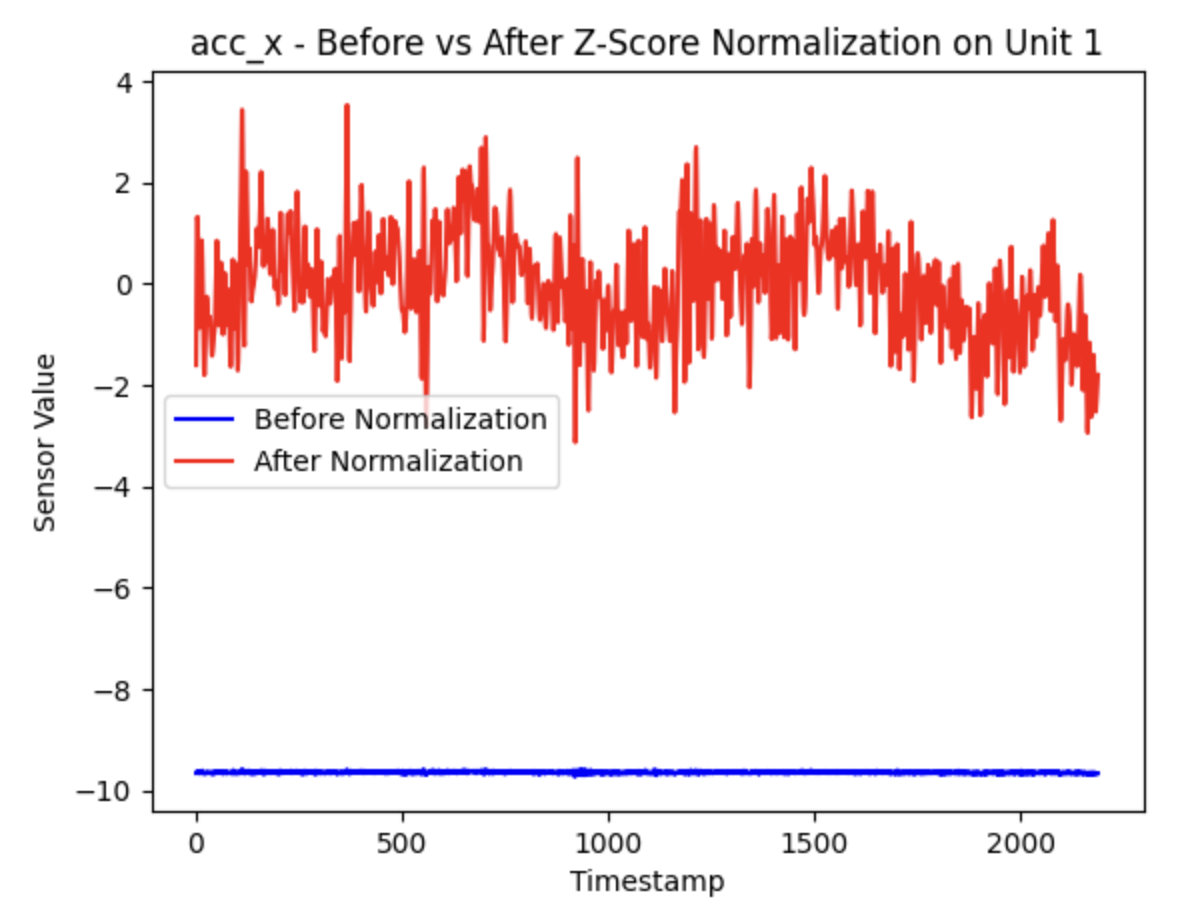 acc_x - Before vs After Z-Score Normalization on Unit 1
4
2
0
−2
−4
−6
−8
−10
Sensor Value
Before Normalization
After Normalization
0 500 1000 1500 2000
Timestamp